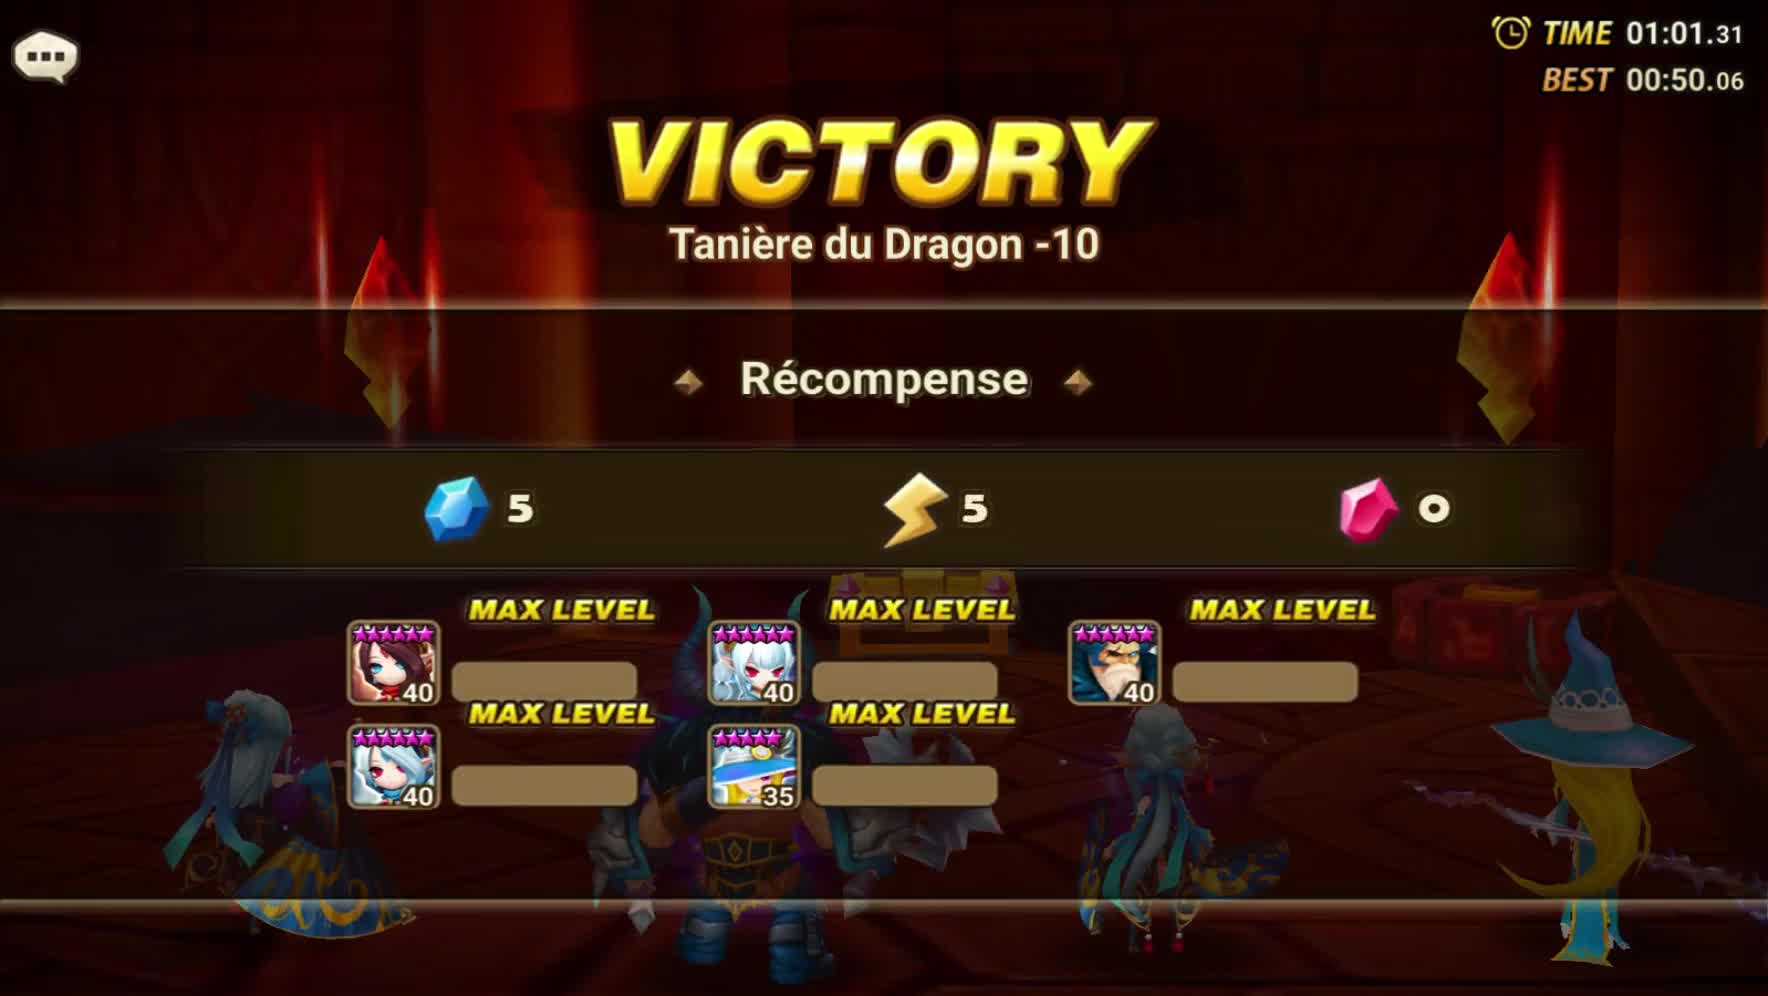 TIME 01:01.31
BEST 00:50.06
VICTORY
Tanière du Dragon -10
Récompense
5
5
0
MAX LEVEL
MAX LEVEL
MAX LEVEL
40
40
40
MAX LEVEL
MAX LEVEL
40
35